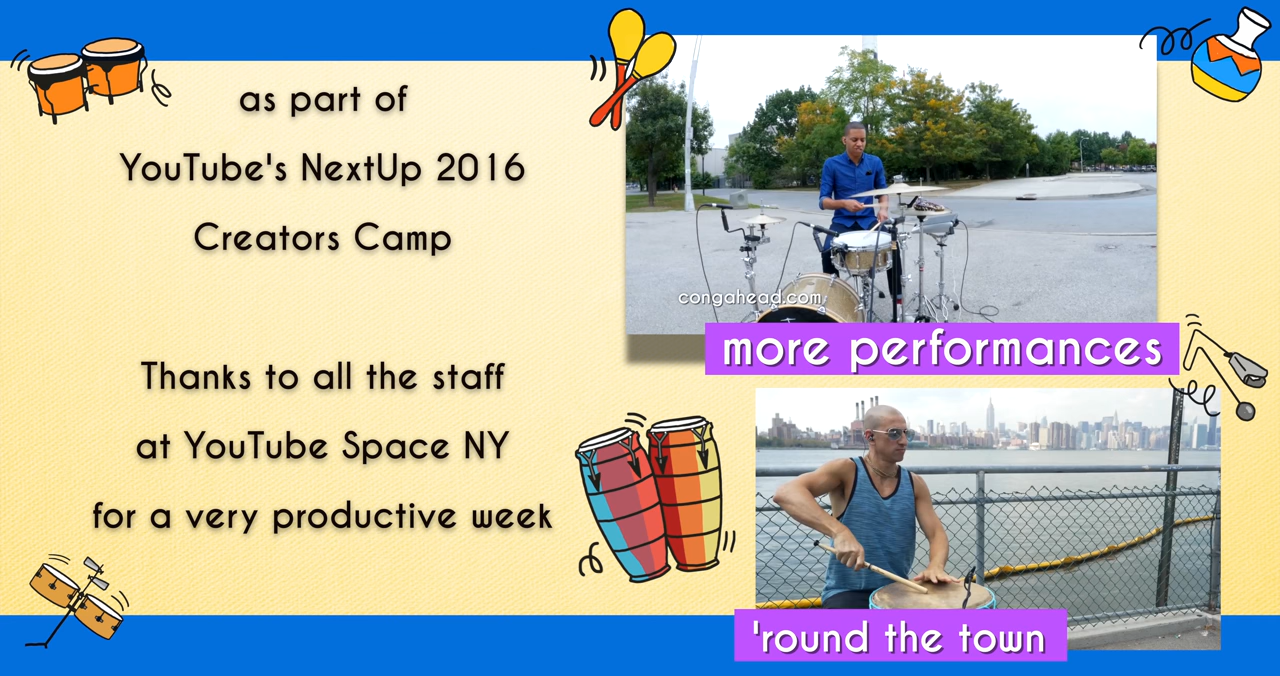 as part of
YouTube's NextUp 2016
Creators Camp
Thanks to all the staff
at YouTube Space NY
for a very productive week
congahead.com
more performances
'round the town